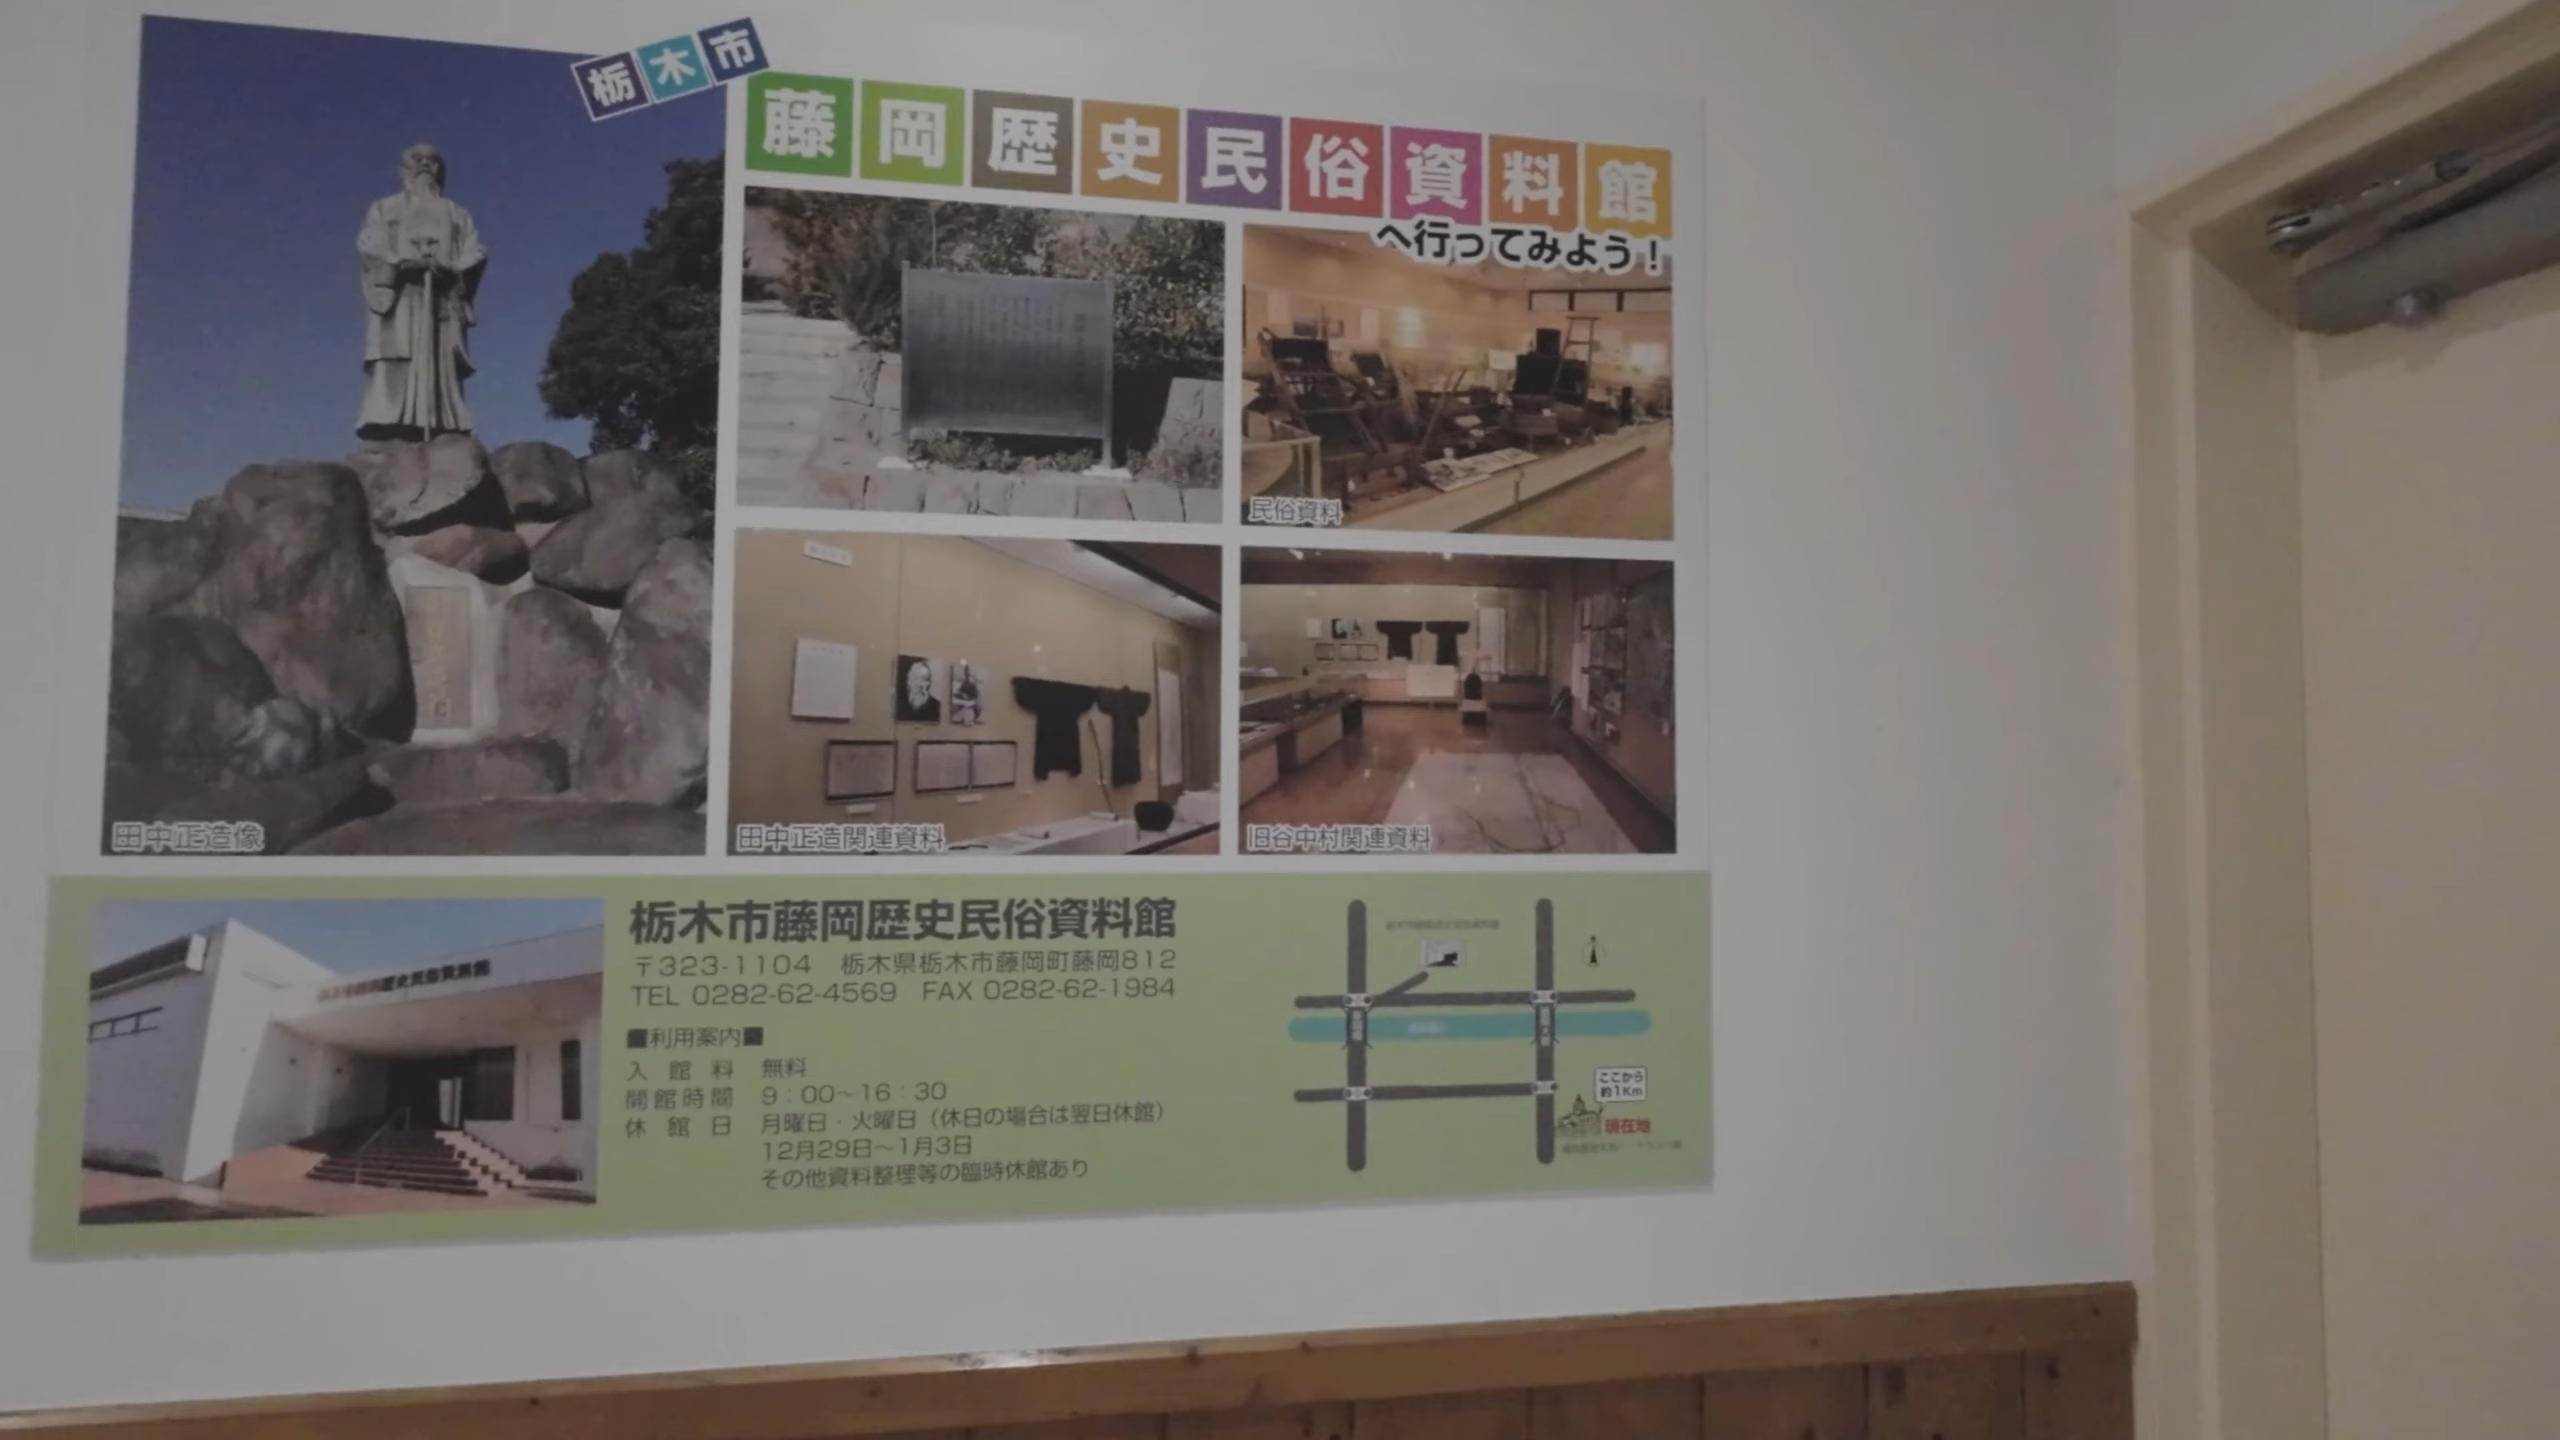 栃木市
藤岡歴史民俗資料館
へ行ってみよう！
民俗資料
田中正造像
田中正造関連資料
旧谷中村関連資料
歴史民俗資料館
栃木市藤岡歴史民俗資料館
〒323-1104 栃木県栃木市藤岡町藤岡812
TEL 0282-62-4569 FAX 0282-62-1984
■利用案内■
入館料 無料
開館時間 9：00～16：30
休館日 月曜日・火曜日（休日の場合は翌日休館）
12月29日～1月3日
その他資料整理等の臨時休館あり
ここから
約1Km
現在地